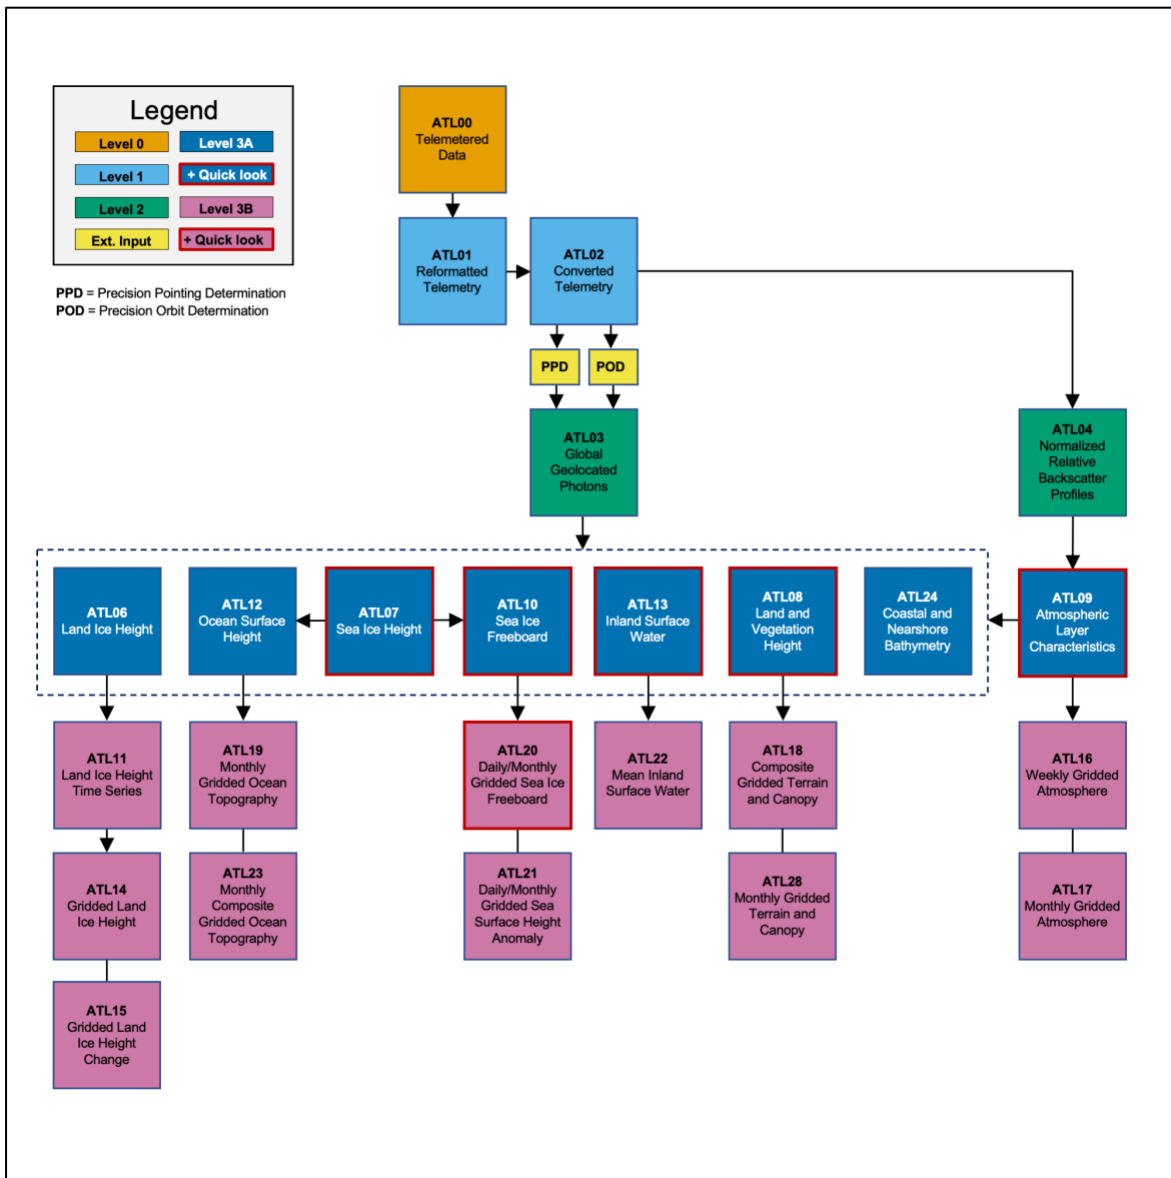 Legend
Level 0
Level 3A
Level 1
+ Quick look
Level 2
Level 3B
Ext. Input
+ Quick look
PPD = Precision Pointing Determination
POD = Precision Orbit Determination
ATL00
Telemetered
Data
ATL01
Reformatted
Telemetry
ATL02
Converted
Telemetry
PPD
POD
ATL03
Global
Geolocated
Photons
ATL04
Normalized
Relative
Backscatter
Profiles
ATL06
Land Ice Height
ATL12
Ocean Surface
Height
ATL07
Sea Ice Height
ATL10
Sea Ice
Freeboard
ATL13
Inland Surface
Water
ATL08
Land and
Vegetation
Height
ATL24
Coastal and
Nearshore
Bathymetry
ATL09
Atmospheric
Layer
Characteristics
ATL11
Land Ice Height
Time Series
ATL19
Monthly
Gridded Ocean
Topography
ATL20
Daily/Monthly
Gridded Sea Ice
Freeboard
ATL22
Mean Inland
Surface Water
ATL18
Composite
Gridded Terrain
and Canopy
ATL16
Weekly Gridded
Atmosphere
ATL14
Gridded Land
Ice Height
ATL23
Monthly
Composite
Gridded Ocean
Topography
ATL21
Daily/Monthly
Gridded Sea
Surface Height
Anomaly
ATL28
Monthly Gridded
Terrain and
Canopy
ATL17
Monthly Gridded
Atmosphere
ATL15
Gridded Land
Ice Height
Change